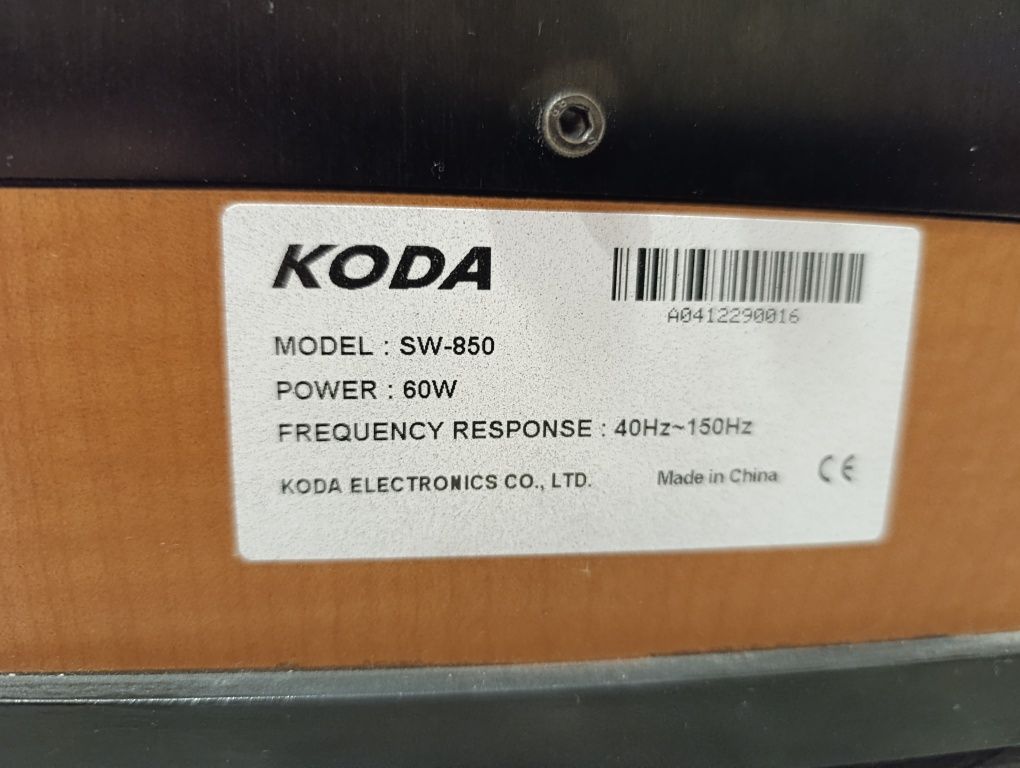 KODA
A0412290016
MODEL : SW-850
POWER : 60W
FREQUENCY RESPONSE : 40Hz~150Hz
KODA ELECTRONICS CO., LTD. Made in China CE